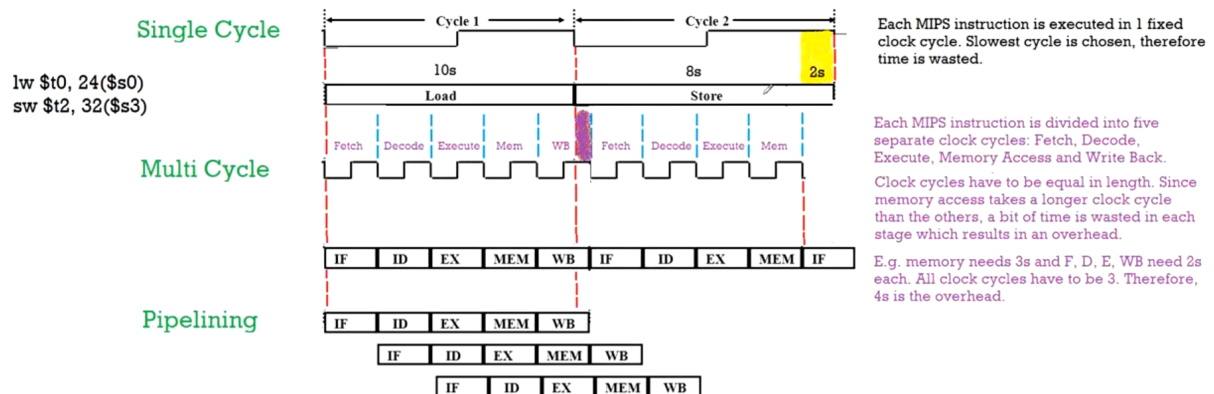 Single Cycle
Cycle 1
Cycle 2
Each MIPS instruction is executed in 1 fixed
clock cycle. Slowest cycle is chosen, therefore
time is wasted.
10s
8s
2s
lw $t0, 24($s0)
sw $t2, 32($s3)
Load
Store
Fetch
Decode
Execute
Mem
WB
Fetch
Decode
Execute
Mem
Multi Cycle
Each MIPS instruction is divided into five
separate clock cycles: Fetch, Decode,
Execute, Memory Access and Write Back.
Clock cycles have to be equal in length. Since
memory access takes a longer clock cycle
than the others, a bit of time is wasted in each
stage which results in an overhead.
IF
ID
EX
MEM
WB
IF
ID
EX
MEM
IF
E.g. memory needs 3s and F, D, E, WB need 2s
each. All clock cycles have to be 3. Therefore,
4s is the overhead.
Pipelining
IF
ID
EX
MEM
WB
IF
ID
EX
MEM
WB
IF
ID
EX
MEM
WB